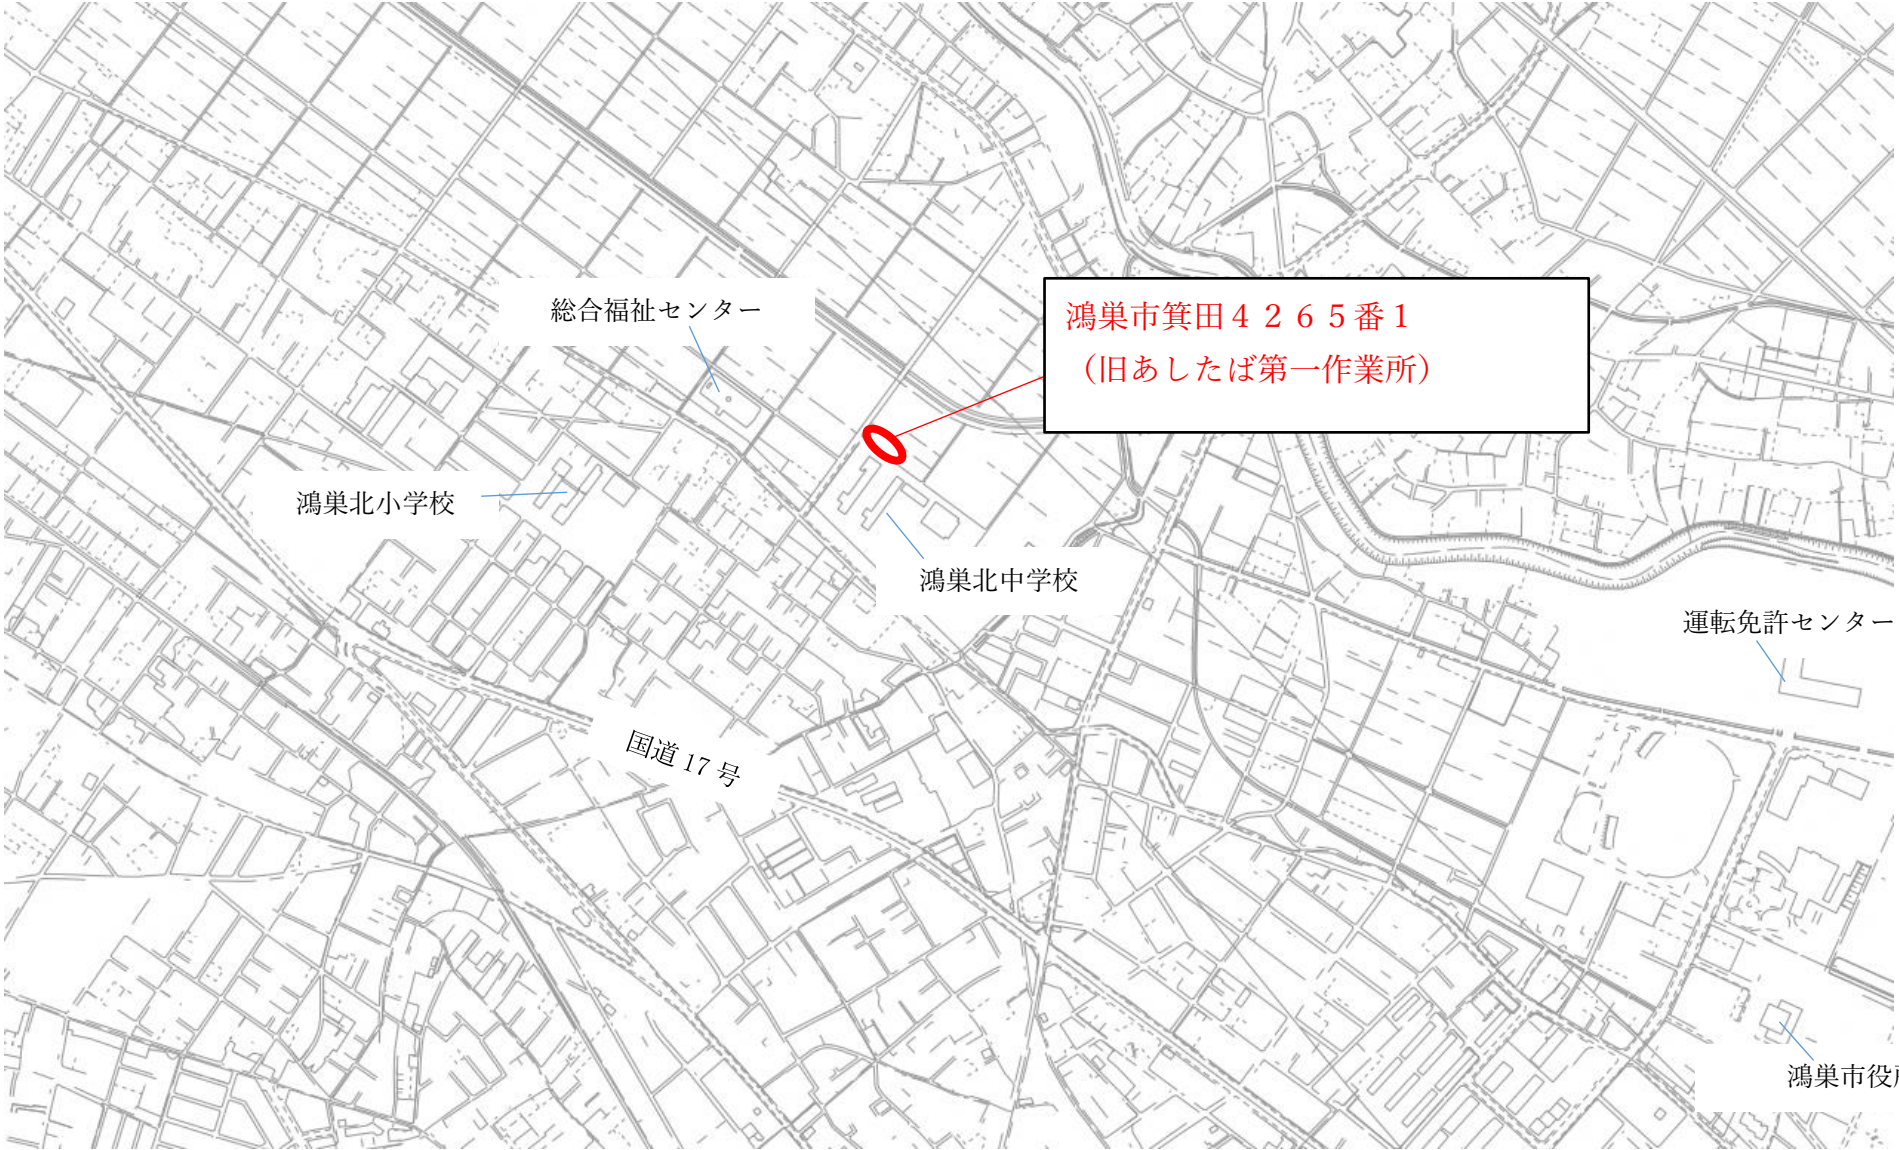 総合福祉センター
鴻巣市箕田４２６５番１
（旧あしたば第一作業所）
鴻巣北小学校
鴻巣北中学校
運転免許センター
国道 17 号
鴻巣市役